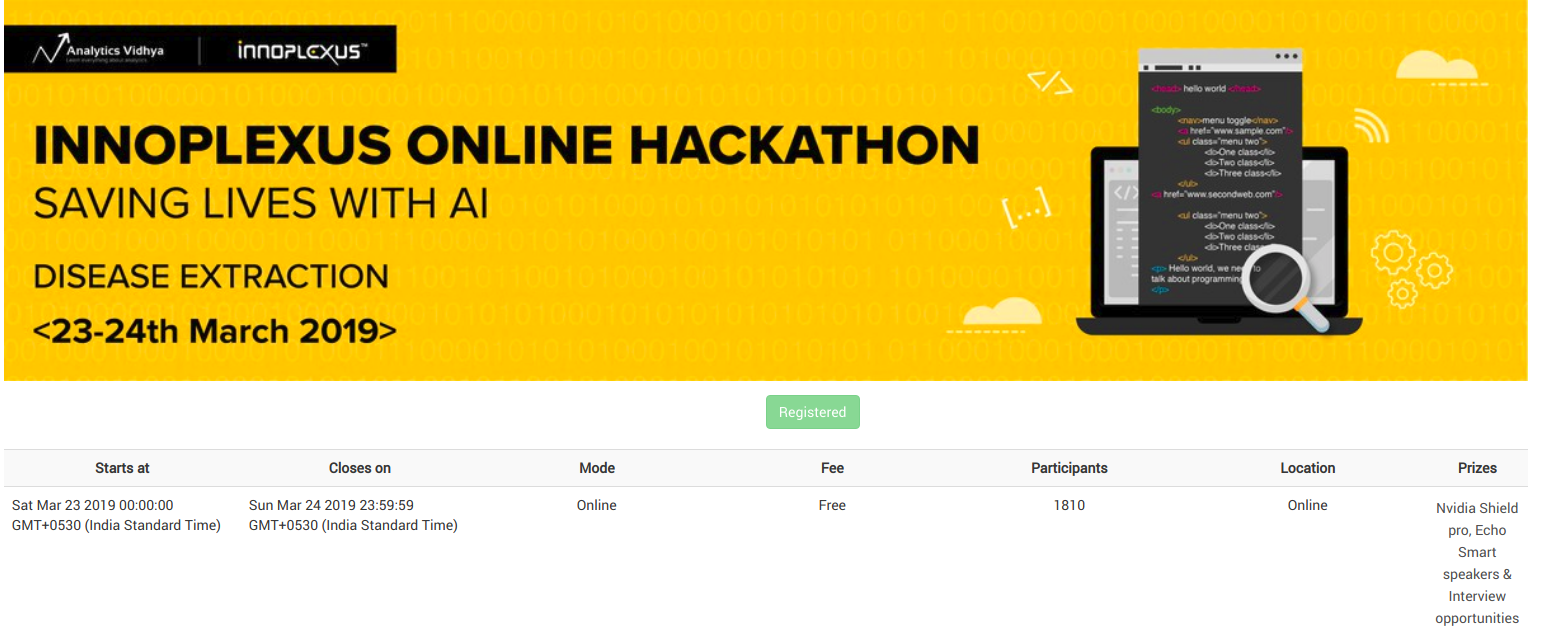 Analytics Vidhya
Learn everything about analytics
innoplexus™
INNOPLEXUS ONLINE HACKATHON
SAVING LIVES WITH AI
DISEASE EXTRACTION
<23-24th March 2019>
</>
[...]
</>
<head> hello world </head>
<body>
<nav>menu toggle</nav>
<a href="www.sample.com">
<ul class="menu two">
<li>One class</li>
<li>Two class</li>
<li>Three class</li>
</ul>
<a href="www.secondweb.com">
<ul class="menu two">
<li>One class</li>
<li>Two class</li>
<li>Three class
</ul>
<p> Hello world, we need to
talk about programming
</p>
Registered
Starts at Closes on Mode Fee Participants Location Prizes
Sat Mar 23 2019 00:00:00 Sun Mar 24 2019 23:59:59 Online Free 1810 Online Nvidia Shield
GMT+0530 (India Standard Time) GMT+0530 (India Standard Time) pro, Echo
Smart
speakers &
Interview
opportunities